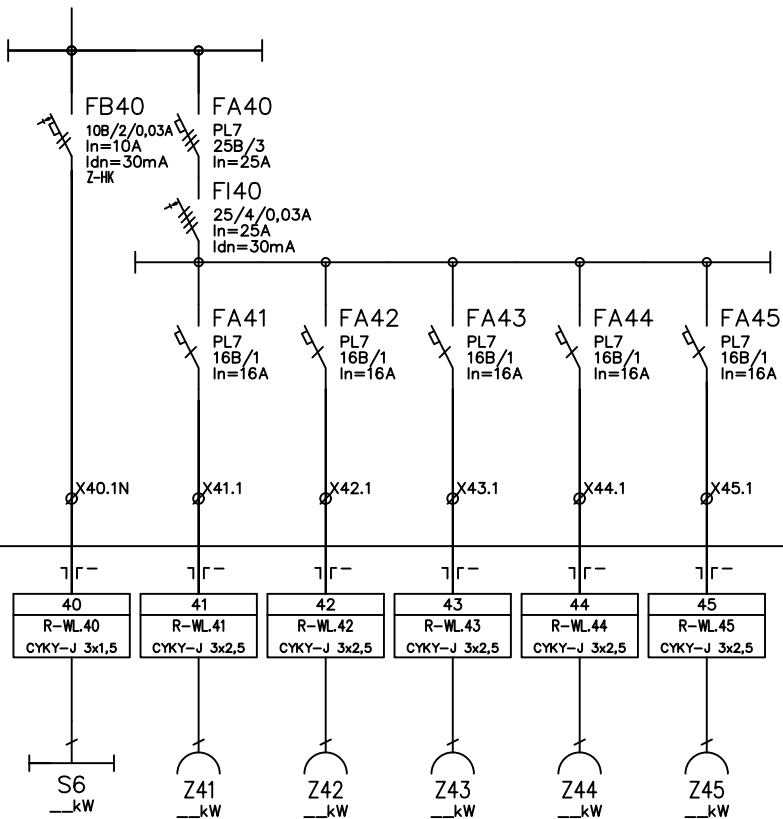 FB40
10B/2/0,03A
In=10A
Idn=30mA
Z-HK
FA40
PL7
25B/3
In=25A
FI40
25/4/0,03A
In=25A
Idn=30mA
FA41
PL7
16B/1
In=16A
FA42
PL7
16B/1
In=16A
FA43
PL7
16B/1
In=16A
FA44
PL7
16B/1
In=16A
FA45
PL7
16B/1
In=16A
X40.1N
X41.1
X42.1
X43.1
X44.1
X45.1
40
R-WL.40
CYKY-J 3x1,5
41
R-WL.41
CYKY-J 3x2,5
42
R-WL.42
CYKY-J 3x2,5
43
R-WL.43
CYKY-J 3x2,5
44
R-WL.44
CYKY-J 3x2,5
45
R-WL.45
CYKY-J 3x2,5
S6
__kW
Z41
__kW
Z42
__kW
Z43
__kW
Z44
__kW
Z45
__kW